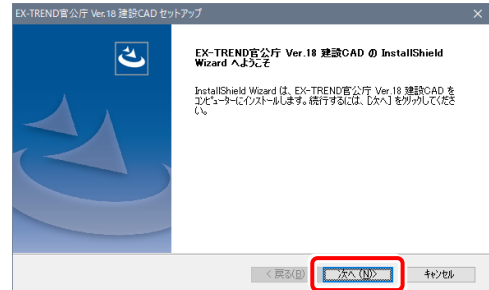 EX-TREND官公庁 Ver.18 建設CAD セットアップ
EX-TREND官公庁 Ver.18 建設CAD の InstallShield
Wizard へようこそ
InstallShield Wizard は、EX-TREND官公庁 Ver.18 建設CAD を
コンピューターにインストールします。続行するには、[次へ] をクリックしてくださ
い。
< 戻る(B)
次へ (N)>
キャンセル